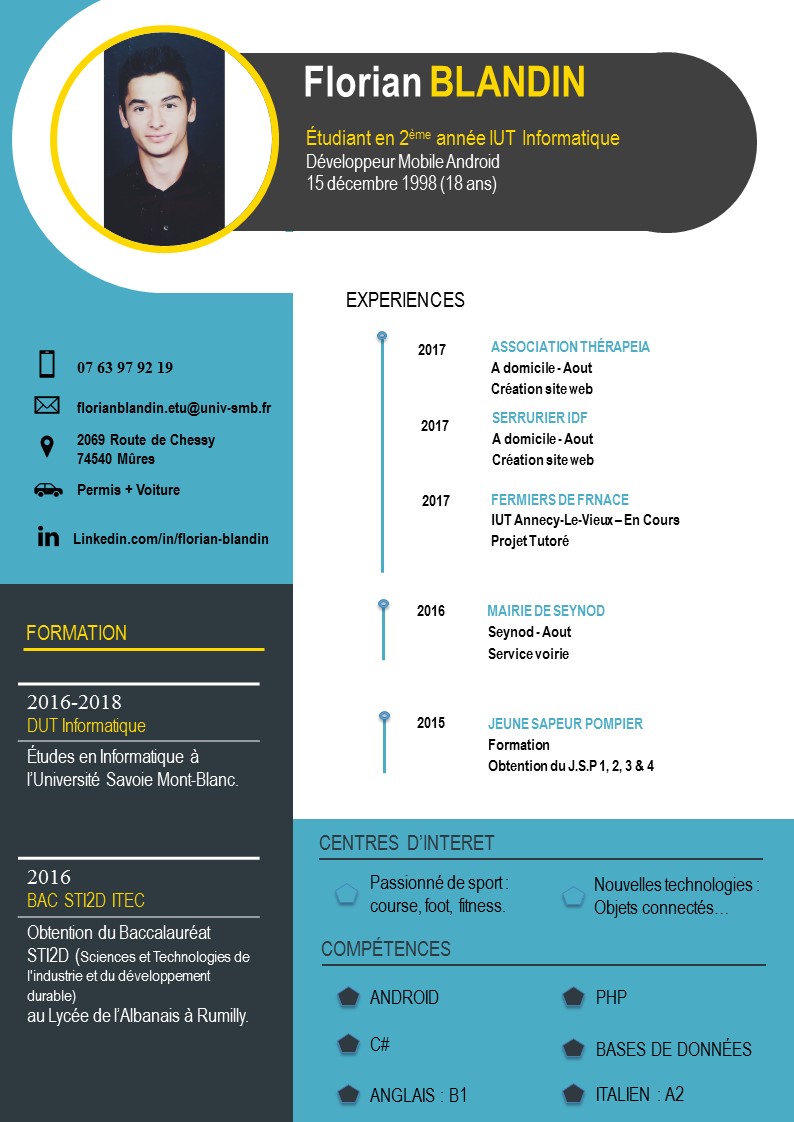 Florian BLANDIN
Étudiant en 2ème année IUT Informatique
Développeur Mobile Android
15 décembre 1998 (18 ans)
07 63 97 92 19
florianblandin.etu@univ-smb.fr
2069 Route de Chessy
74540 Mûres
Permis + Voiture
in Linkedin.com/in/florian-blandin
FORMATION
2016-2018
DUT Informatique
Études en Informatique à
l'Université Savoie Mont-Blanc.
2016
BAC STI2D ITEC
Obtention du Baccalauréat
STI2D (Sciences et Technologies de
l'industrie et du développement
durable)
au Lycée de l'Albanais à Rumilly.
EXPERIENCES
2017 ASSOCIATION THÉRAPEIA
A domicile - Aout
Création site web
2017 SERRURIER IDF
A domicile - Aout
Création site web
2017 FERMIERS DE FRNACE
IUT Annecy-Le-Vieux – En Cours
Projet Tutoré
2016 MAIRIE DE SEYNOD
Seynod - Aout
Service voirie
2015 JEUNE SAPEUR POMPIER
Formation
Obtention du J.S.P 1, 2, 3 & 4
CENTRES D'INTERET
Passionné de sport :
course, foot, fitness.
Nouvelles technologies :
Objets connectés…
COMPÉTENCES
ANDROID
PHP
C#
BASES DE DONNÉES
ANGLAIS : B1
ITALIEN : A2